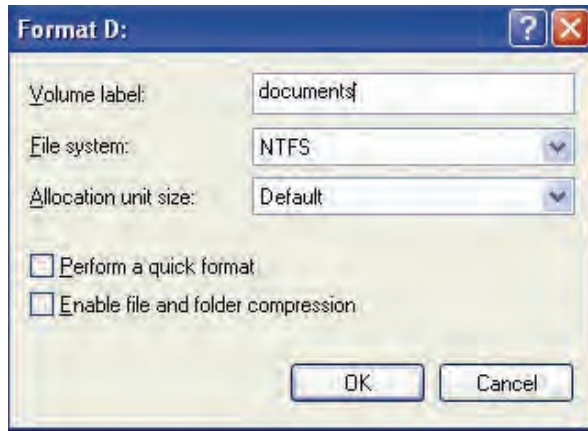 Format D:
Volume label: documents
File system: NTFS
Allocation unit size: Default
Perform a quick format
Enable file and folder compression
OK Cancel